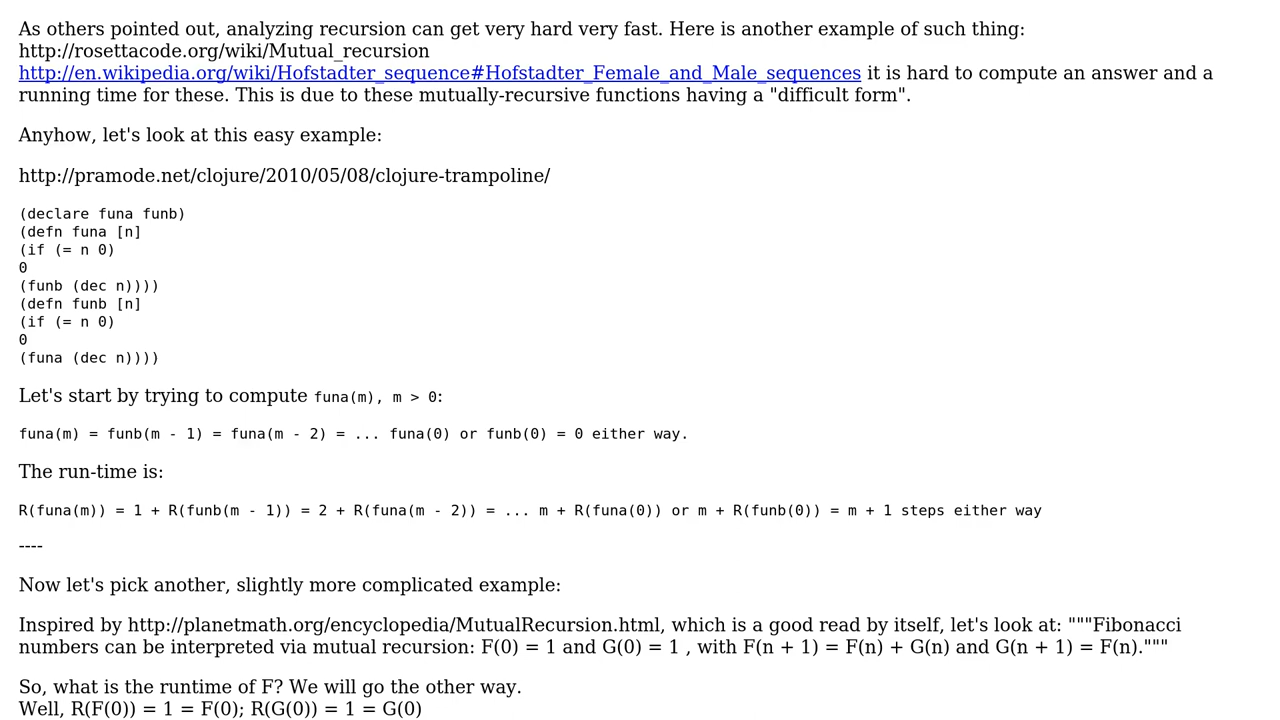 As others pointed out, analyzing recursion can get very hard very fast. Here is another example of such thing:
http://rosettacode.org/wiki/Mutual_recursion
http://en.wikipedia.org/wiki/Hofstadter_sequence#Hofstadter_Female_and_Male_sequences it is hard to compute an answer and a
running time for these. This is due to these mutually-recursive functions having a "difficult form".
Anyhow, let's look at this easy example:
http://pramode.net/clojure/2010/05/08/clojure-trampoline/
(declare funa funb)
(defn funa [n]
(if (= n 0)
0
(funb (dec n))))
(defn funb [n]
(if (= n 0)
0
(funa (dec n))))
Let's start by trying to compute funa(m), m > 0:
funa(m) = funb(m - 1) = funa(m - 2) = ... funa(0) or funb(0) = 0 either way.
The run-time is:
R(funa(m)) = 1 + R(funb(m - 1)) = 2 + R(funa(m - 2)) = ... m + R(funa(0)) or m + R(funb(0)) = m + 1 steps either way
----
Now let's pick another, slightly more complicated example:
Inspired by http://planetmath.org/encyclopedia/MutualRecursion.html, which is a good read by itself, let's look at: """Fibonacci
numbers can be interpreted via mutual recursion: F(0) = 1 and G(0) = 1 , with F(n + 1) = F(n) + G(n) and G(n + 1) = F(n)."""
So, what is the runtime of F? We will go the other way.
Well, R(F(0)) = 1 = F(0); R(G(0)) = 1 = G(0)